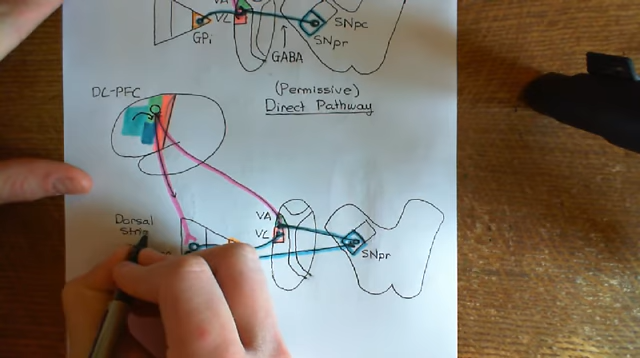 VA
VL
SNpc
GPi
SNpr
GABA
(Permissive)
Direct Pathway
DL-PFC
Dorsal
VA
VL
SNpr